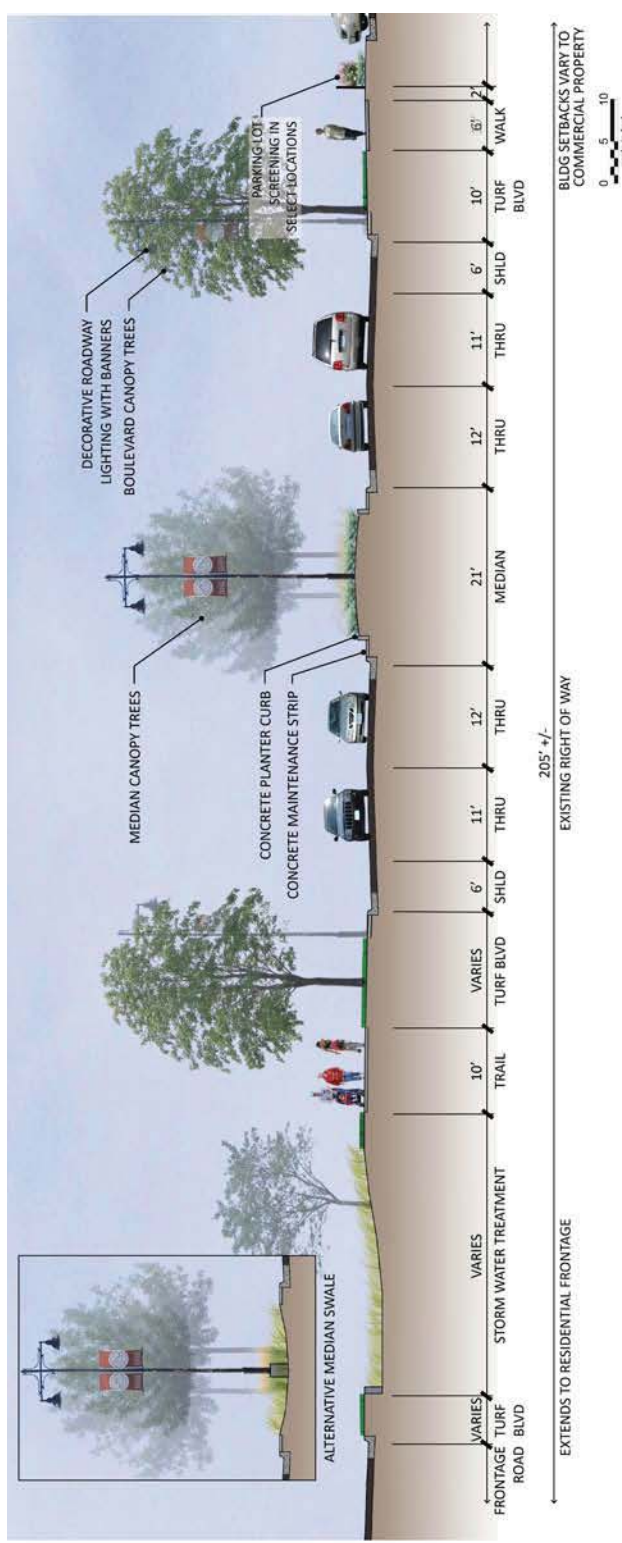 DECORATIVE ROADWAY
LIGHTING WITH BANNERS
BOULEVARD CANOPY TREES
PARKING LOT
SCREENING IN
SELECT LOCATIONS
MEDIAN CANOPY TREES
CONCRETE PLANTER CURB
CONCRETE MAINTENANCE STRIP
ALTERNATIVE MEDIAN SWALE
FRONTAGE
ROAD
VARIES
TURF
BLVD
VARIES
STORM WATER TREATMENT
10'
TRAIL
VARIES
TURF BLVD
6'
SHLD
11'
THRU
12'
THRU
21'
MEDIAN
12'
THRU
11'
THRU
6'
SHLD
10'
TURF
BLVD
6'
WALK
2'
205' +/-
EXTENDS TO RESIDENTIAL FRONTAGE
EXISTING RIGHT OF WAY
BLDG SETBACKS VARY TO
COMMERCIAL PROPERTY
0 5 10